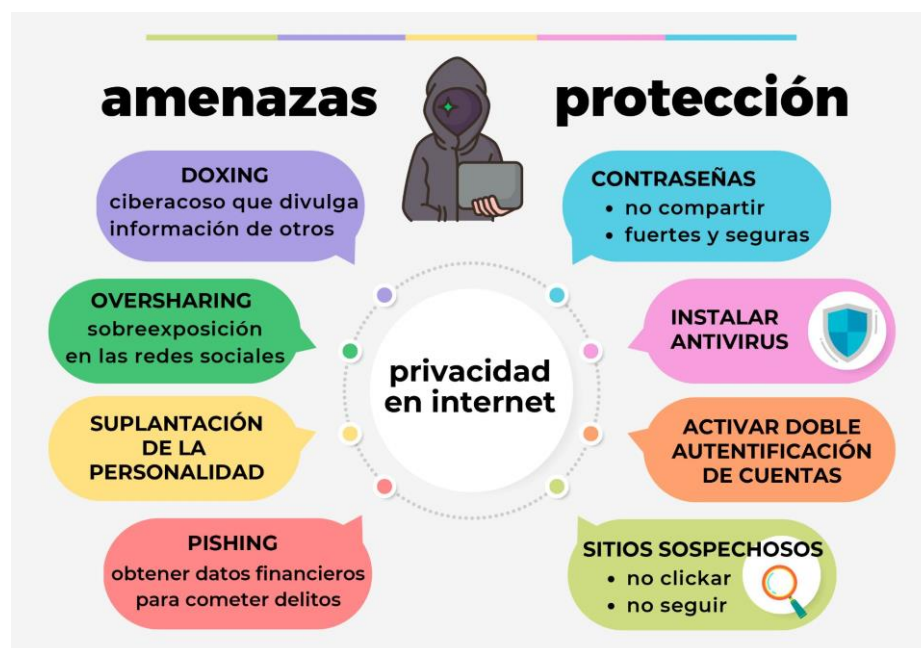 amenazas
DOXING
ciberacoso que divulga
información de otros
OVERSHARING
sobreexposición
en las redes sociales
SUPLANTACIÓN
DE LA
PERSONALIDAD
PISHING
obtener datos financieros
para cometer delitos
privacidad
en internet
protección
CONTRASEÑAS
• no compartir
• fuertes y seguras
INSTALAR
ANTIVIRUS
ACTIVAR DOBLE
AUTENTIFICACIÓN
DE CUENTAS
SITIOS SOSPECHOSOS
• no clickar
• no seguir